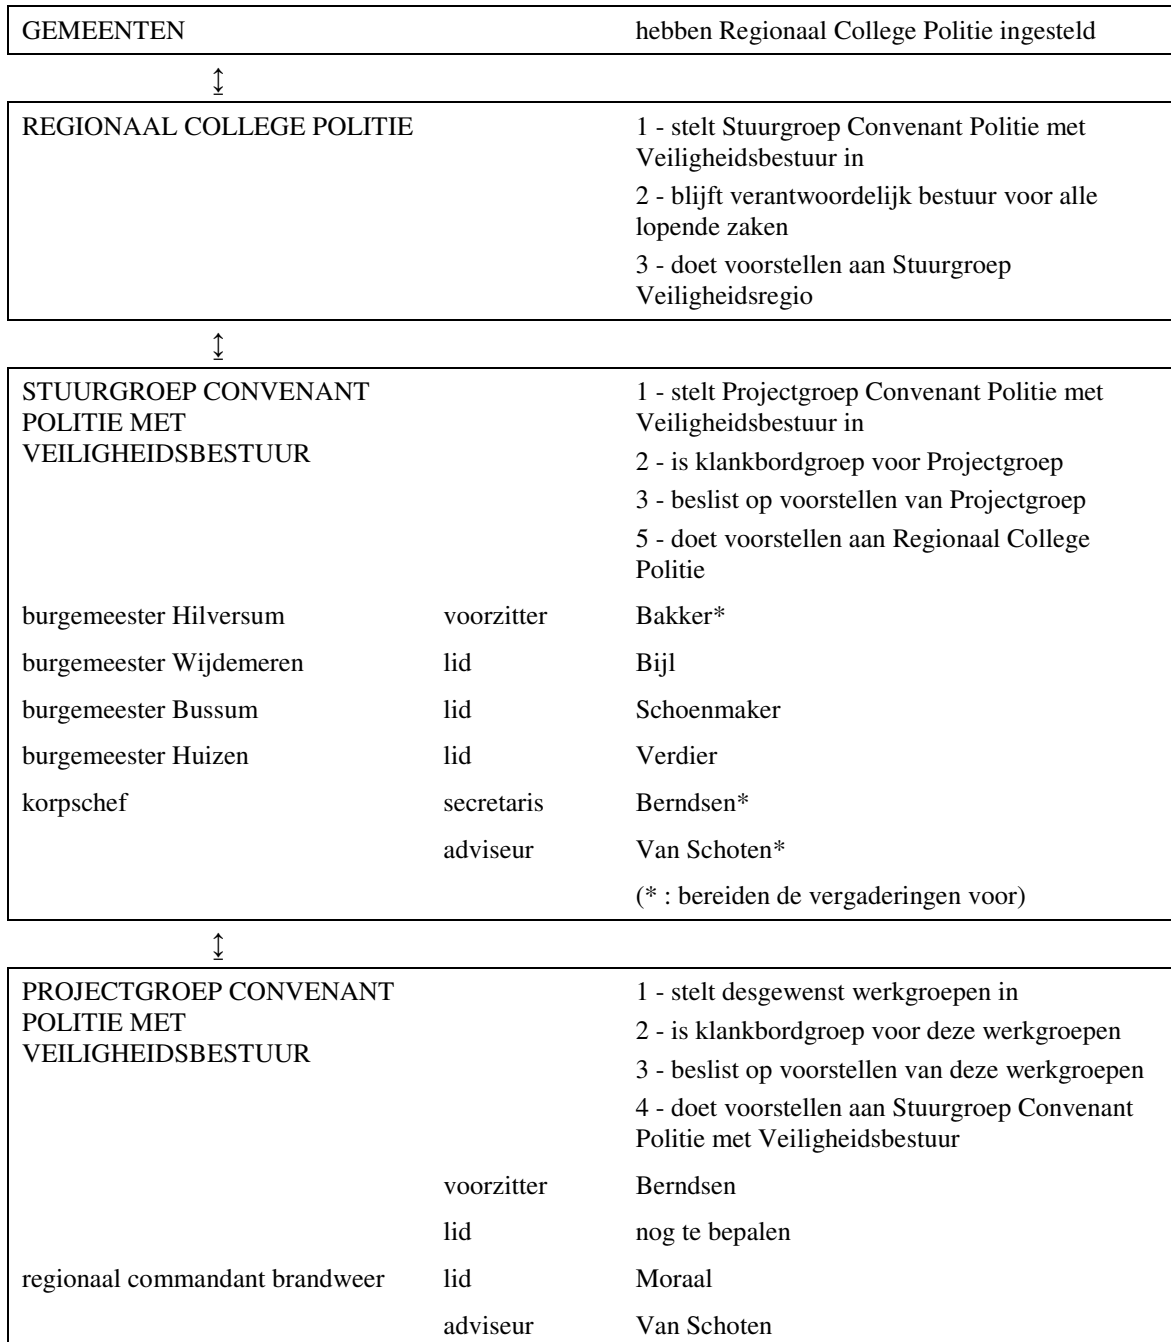 GEMEENTEN hebben Regionaal College Politie ingesteld
↕
REGIONAAL COLLEGE POLITIE 1 - stelt Stuurgroep Convenant Politie met
Veiligheidsbestuur in
2 - blijft verantwoordelijk bestuur voor alle
lopende zaken
3 - doet voorstellen aan Stuurgroep
Veiligheidsregio
↕
STUURGROEP CONVENANT 1 - stelt Projectgroep Convenant Politie met
POLITIE MET Veiligheidsbestuur in
VEILIGHEIDSBESTUUR 2 - is klankbordgroep voor Projectgroep
3 - beslist op voorstellen van Projectgroep
5 - doet voorstellen aan Regionaal College
Politie
burgemeester Hilversum voorzitter Bakker*
burgemeester Wijdemeren lid Bijl
burgemeester Bussum lid Schoenmaker
burgemeester Huizen lid Verdier
korpschef secretaris Berndsen*
adviseur Van Schoten*
(* : bereiden de vergaderingen voor)
↕
PROJECTGROEP CONVENANT 1 - stelt desgewenst werkgroepen in
POLITIE MET 2 - is klankbordgroep voor deze werkgroepen
VEILIGHEIDSBESTUUR 3 - beslist op voorstellen van deze werkgroepen
4 - doet voorstellen aan Stuurgroep Convenant
Politie met Veiligheidsbestuur
voorzitter Berndsen
lid nog te bepalen
regionaal commandant brandweer lid Moraal
adviseur Van Schoten